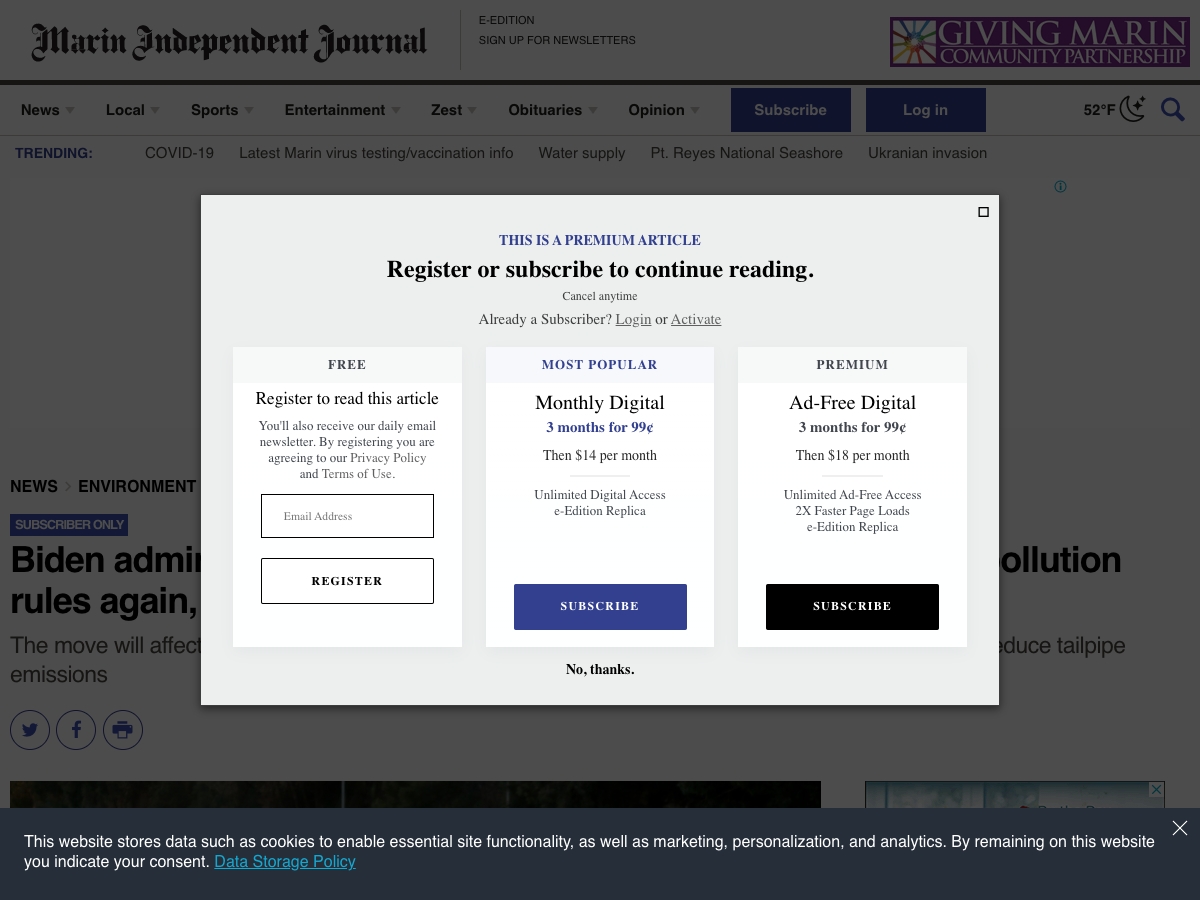 Marin Independent Journal
E-EDITION
SIGN UP FOR NEWSLETTERS
GIVING MARIN
COMMUNITY PARTNERSHIP
News Local Sports Entertainment Zest Obituaries Opinion Subscribe Log in 52°F
TRENDING: COVID-19 Latest Marin virus testing/vaccination info Water supply Pt. Reyes National Seashore Ukranian invasion
THIS IS A PREMIUM ARTICLE
Register or subscribe to continue reading.
Cancel anytime
Already a Subscriber? Login or Activate
FREE
Register to read this article
You'll also receive our daily email
newsletter. By registering you are
agreeing to our Privacy Policy
and Terms of Use.
Email Address
REGISTER
MOST POPULAR
Monthly Digital
3 months for 99¢
Then $14 per month
Unlimited Digital Access
e-Edition Replica
SUBSCRIBE
PREMIUM
Ad-Free Digital
3 months for 99¢
Then $18 per month
Unlimited Ad-Free Access
2X Faster Page Loads
e-Edition Replica
SUBSCRIBE
No, thanks.
NEWS ENVIRONMENT
SUBSCRIBER ONLY
Biden admin pollution
rules again,
The move will affect reduce tailpipe
emissions
This website stores data such as cookies to enable essential site functionality, as well as marketing, personalization, and analytics. By remaining on this website
you indicate your consent. Data Storage Policy